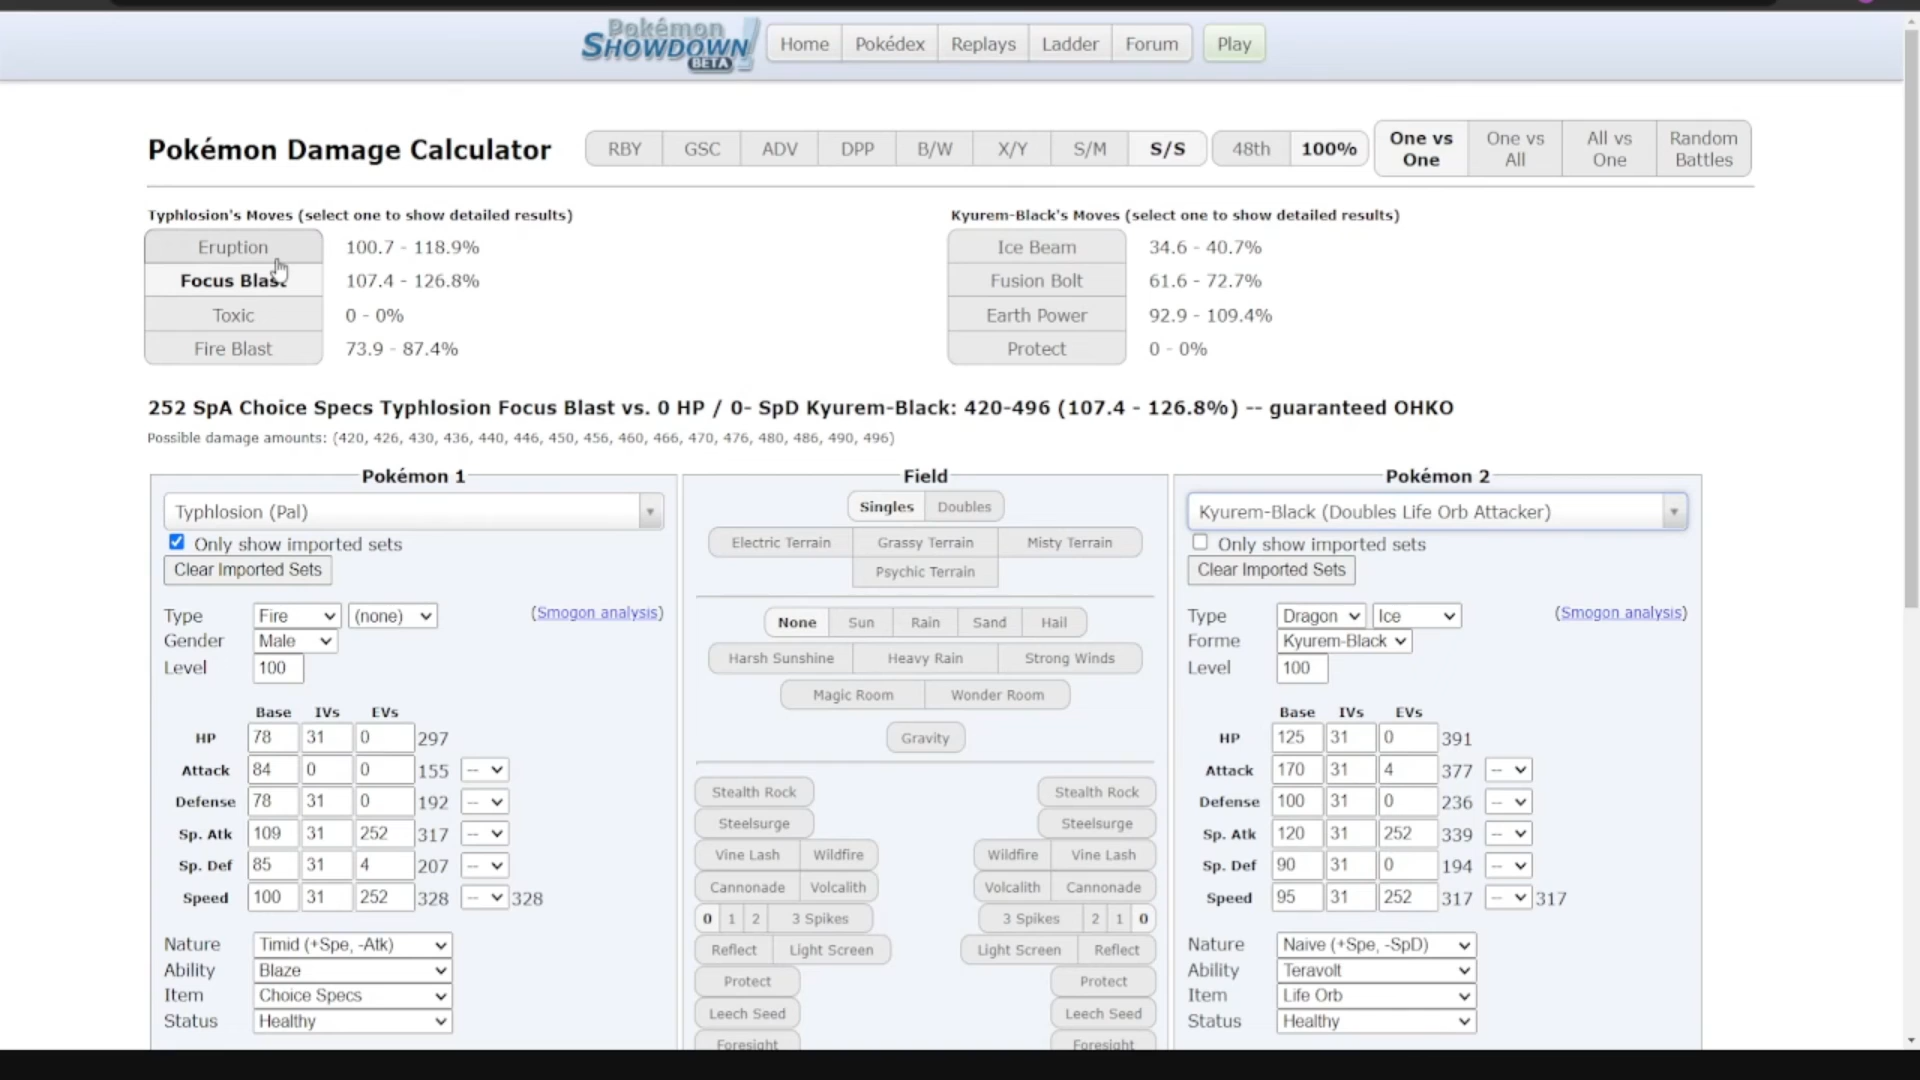 Pokémon
SHOWDOWN!
BETA
Home Pokédex Replays Ladder Forum Play
Pokémon Damage Calculator
RBY GSC ADV DPP B/W X/Y S/M S/S 48th 100%
One vs One
One vs All
All vs One
Random Battles
Typhlosion's Moves (select one to show detailed results)
Eruption 100.7 - 118.9%
Focus Blast 107.4 - 126.8%
Toxic 0 - 0%
Fire Blast 73.9 - 87.4%
Kyurem-Black's Moves (select one to show detailed results)
Ice Beam 34.6 - 40.7%
Fusion Bolt 61.6 - 72.7%
Earth Power 92.9 - 109.4%
Protect 0 - 0%
252 SpA Choice Specs Typhlosion Focus Blast vs. 0 HP / 0- SpD Kyurem-Black: 420-496 (107.4 - 126.8%) -- guaranteed OHKO
Possible damage amounts: (420, 426, 430, 436, 440, 446, 450, 456, 460, 466, 470, 476, 480, 486, 490, 496)
Pokémon 1
Typhlosion (Pal)
Only show imported sets
Clear Imported Sets
Type Fire (none) (Smogon analysis)
Gender Male
Level 100
Base IVs EVs
HP 78 31 0 297
Attack 84 0 0 155 --
Defense 78 31 0 192 --
Sp. Atk 109 31 252 317 --
Sp. Def 85 31 4 207 --
Speed 100 31 252 328 -- 328
Nature Timid (+Spe, -Atk)
Ability Blaze
Item Choice Specs
Status Healthy
Field
Singles Doubles
Electric Terrain Grassy Terrain Misty Terrain
Psychic Terrain
None Sun Rain Sand Hail
Harsh Sunshine Heavy Rain Strong Winds
Magic Room Wonder Room
Gravity
Stealth Rock Stealth Rock
Steelsurge Steelsurge
Vine Lash Wildfire Wildfire Vine Lash
Cannonade Volcalith Volcalith Cannonade
0 1 2 3 Spikes 3 Spikes 2 1 0
Reflect Light Screen Light Screen Reflect
Protect Protect
Leech Seed Leech Seed
Foresight Foresight
Pokémon 2
Kyurem-Black (Doubles Life Orb Attacker)
Only show imported sets
Clear Imported Sets
Type Dragon Ice (Smogon analysis)
Forme Kyurem-Black
Level 100
Base IVs EVs
HP 125 31 0 391
Attack 170 31 4 377 --
Defense 100 31 0 236 --
Sp. Atk 120 31 252 339 --
Sp. Def 90 31 0 194 --
Speed 95 31 252 317 -- 317
Nature Naive (+Spe, -SpD)
Ability Teravolt
Item Life Orb
Status Healthy